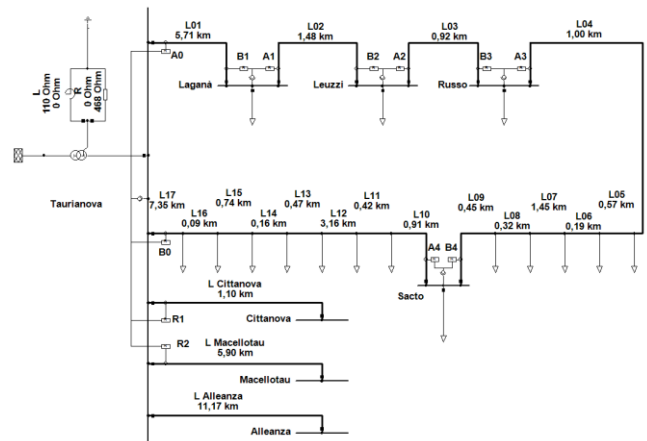 L01
5,71 km
L02
1,48 km
L03
0,92 km
L04
1,00 km
A0
B1
A1
B2
A2
B3
A3
Laganà
Leuzzi
Russo
L
110 Ohm
0 Ohm
R
0 Ohm
468 Ohm
Taurianova
L17
7,35 km
L16
0,09 km
L15
0,74 km
L14
0,16 km
L13
0,47 km
L12
3,16 km
L11
0,42 km
L10
0,91 km
L09
0,45 km
L08
0,32 km
L07
1,45 km
L06
0,19 km
L05
0,57 km
B0
A4
B4
Sacto
L Cittanova
1,10 km
Cittanova
R1
R2
L Macellotau
5,90 km
Macellotau
L Alleanza
11,17 km
Alleanza